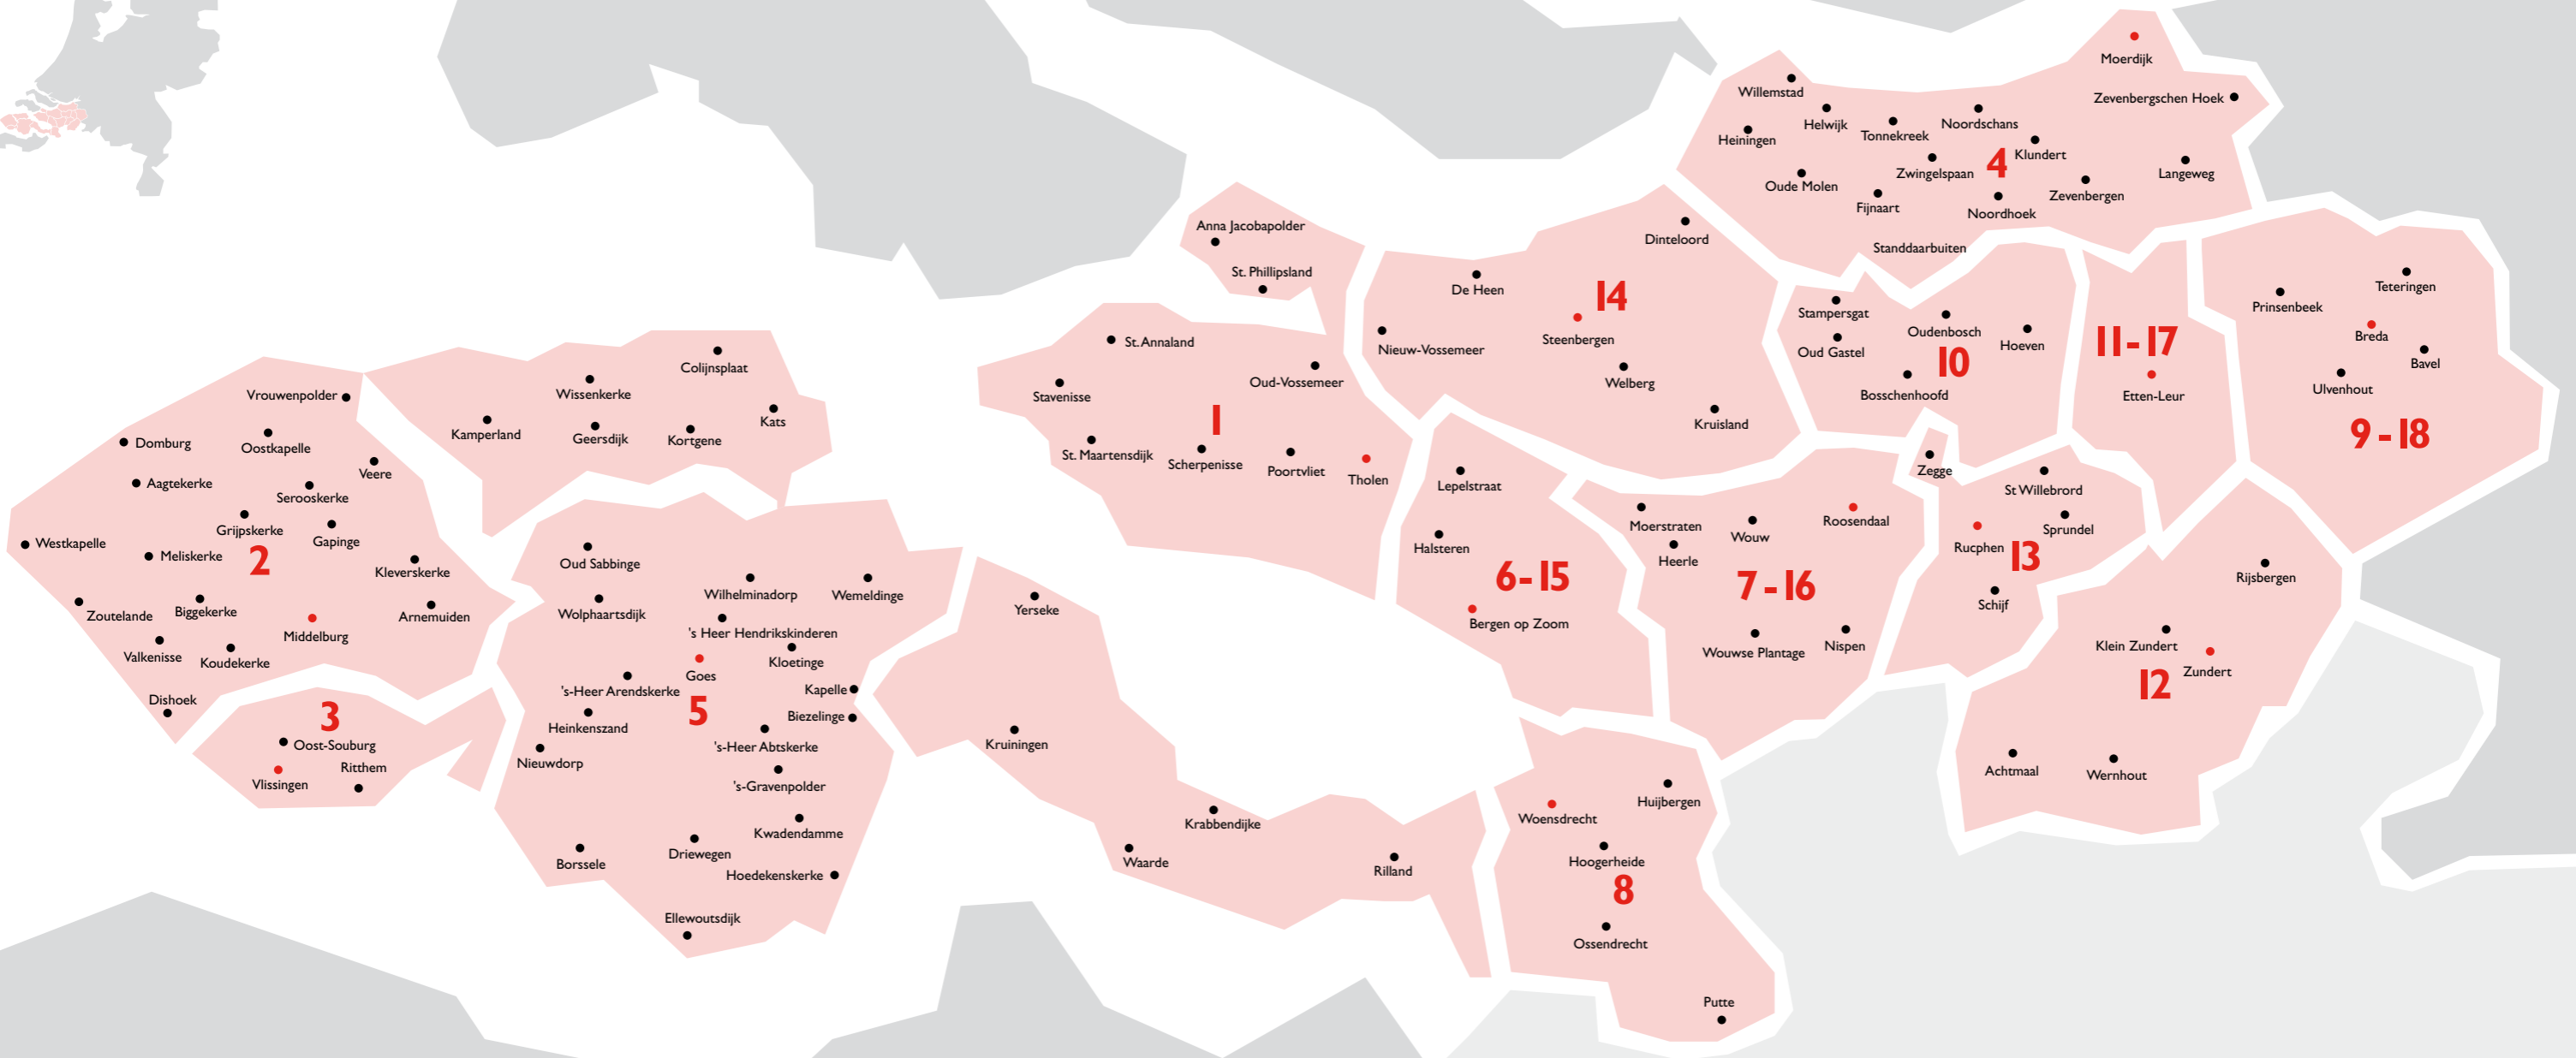 Vrouwenpolder
Domburg
Oostkapelle
Veere
Aagtekerke
Serooskerke
Grijpskerke
Gapinge
Westkapelle
Meliskerke
2
Kleverskerke
Zoutelande
Biggekerke
Arnemuiden
Middelburg
Valkenisse
Koudekerke
Dishoek
3
Oost-Souburg
Ritthem
Vlissingen
Colijnsplaat
Wissenkerke
Kats
Kamperland
Geersdijk
Kortgene
Oud Sabbinge
Wilhelminadorp
Wemeldinge
Wolphaartsdijk
's Heer Hendrikskinderen
Kloetinge
Goes
's-Heer Arendskerke
Kapelle
5
Biezelinge
Heinkenszand
's-Heer Abtskerke
Nieuwdorp
's-Gravenpolder
Kwadendamme
Driewegen
Borssele
Hoedekenskerke
Ellewoutsdijk
Yerseke
Kruiningen
Krabbendijke
Waarde
Rilland
Anna Jacobapolder
St. Phillipsland
St. Annaland
Oud-Vossemeer
Stavenisse
1
St. Maartensdijk
Scherpenisse
Poortvliet
Tholen
Dinteloord
De Heen
14
Steenbergen
Nieuw-Vossemeer
Welberg
Kruisland
Moerdijk
Willemstad
Zevenbergschen Hoek
Helwijk
Noordschans
Heiningen
Tonnekreek
Klundert
4
Zwingelspaan
Langeweg
Oude Molen
Zevenbergen
Fijnaart
Noordhoek
Standdaarbuiten
Stampersgat
Oudenbosch
Hoeven
Oud Gastel
10
Bosschenhoofd
11-17
Etten-Leur
Teteringen
Prinsenbeek
Breda
Bavel
Ulvenhout
9-18
Lepelstraat
Halsteren
6-15
Bergen op Zoom
Moerstraten
Wouw
Roosendaal
Heerle
7-16
Wouwse Plantage
Nispen
Zegge
St Willebrord
Sprundel
Rucphen
13
Schijf
Rijsbergen
Klein Zundert
Zundert
12
Achtmaal
Wernhout
Huijbergen
Woensdrecht
Hoogerheide
8
Ossendrecht
Putte